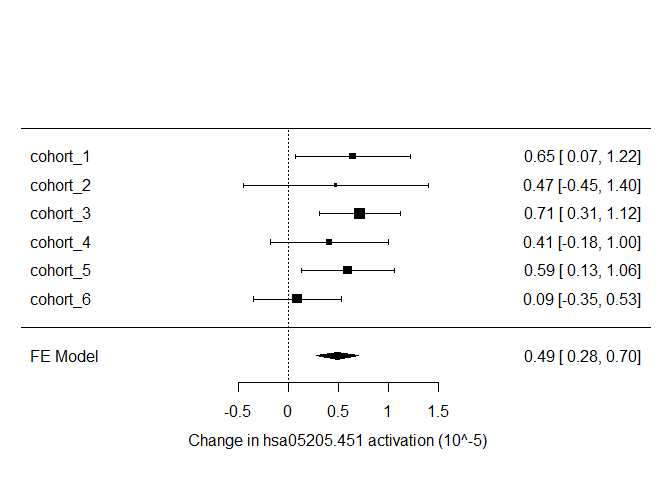 cohort_1 0.65 [ 0.07, 1.22]
cohort_2 0.47 [-0.45, 1.40]
cohort_3 0.71 [ 0.31, 1.12]
cohort_4 0.41 [-0.18, 1.00]
cohort_5 0.59 [ 0.13, 1.06]
cohort_6 0.09 [-0.35, 0.53]
FE Model 0.49 [ 0.28, 0.70]
-0.5 0 0.5 1 1.5
Change in hsa05205.451 activation (10^-5)